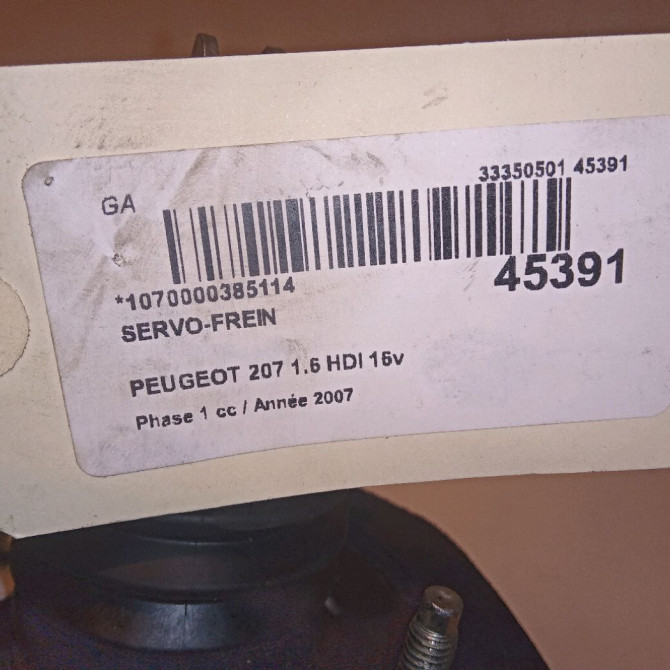 33350501 45391
GA
45391
*1070000385114
SERVO-FREIN
PEUGEOT 207 1.6 HDI 16v
Phase 1 cc / Année 2007